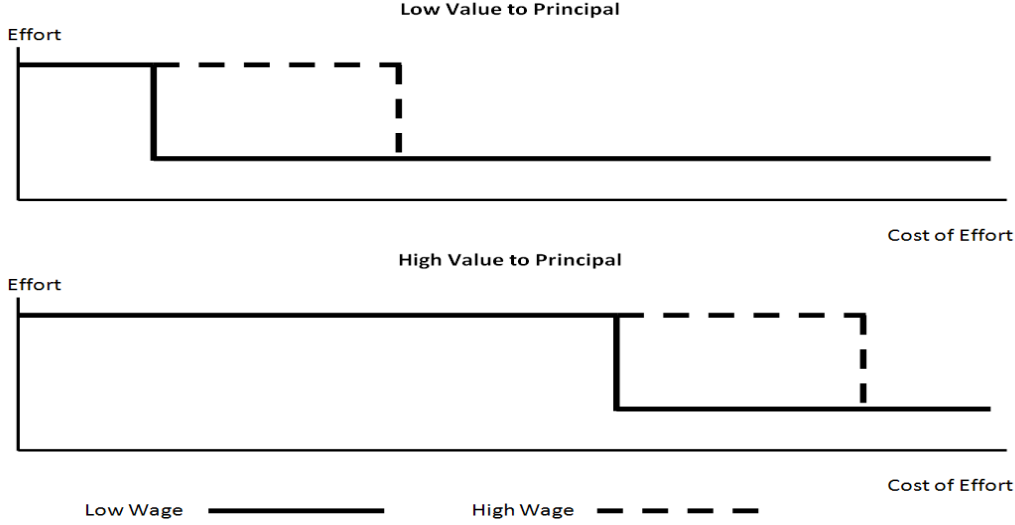 Low Value to Principal
Effort
Cost of Effort
High Value to Principal
Effort
Cost of Effort
Low Wage
High Wage